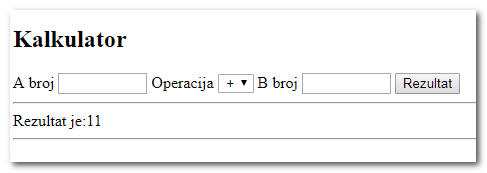 Kalkulator
A broj Operacija + B broj Rezultat
Rezultat je:11